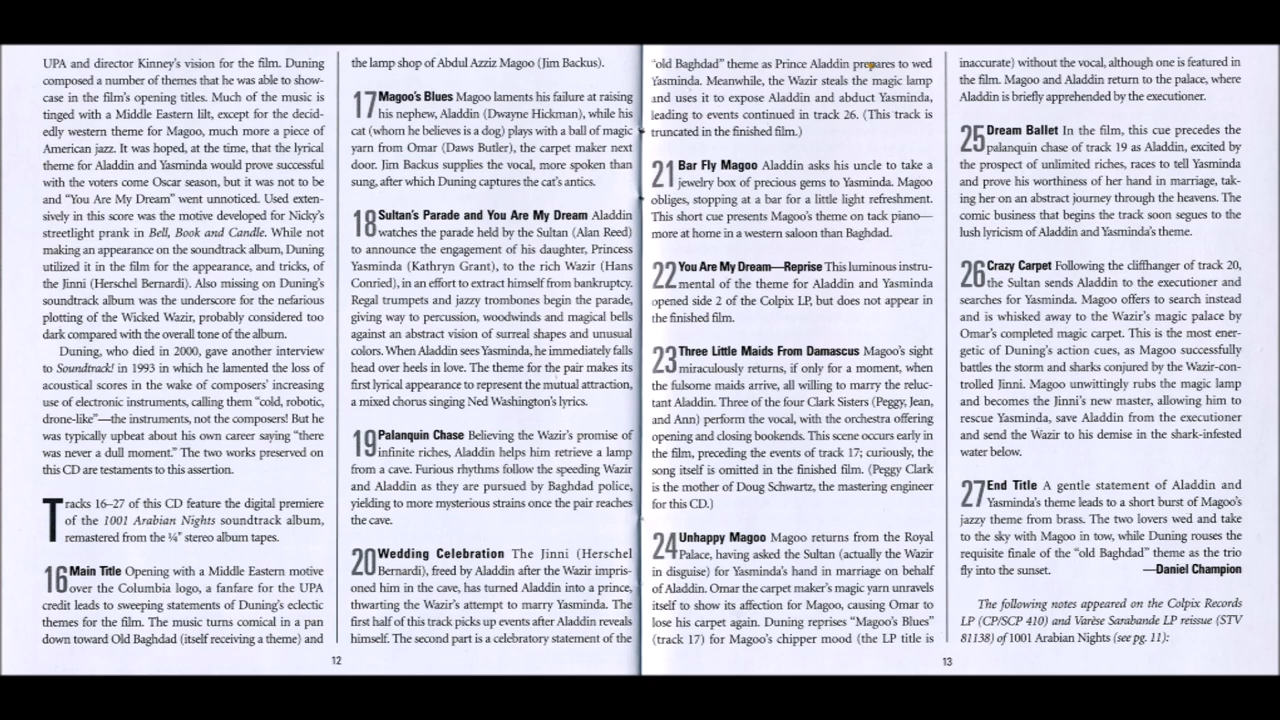 UPA and director Kinney's vision for the film. Duning
composed a number of themes that he was able to show-
case in the film's opening titles. Much of the music is
tinged with a Middle Eastern lilt, except for the decid-
edly western theme for Magoo, much more a piece of
American jazz. It was hoped, at the time, that the lyrical
theme for Aladdin and Yasminda would prove successful
with the voters come Oscar season, but it was not to be
and “You Are My Dream” went unnoticed. Used exten-
sively in this score was the motive developed for Nicky's
streetlight prank in Bell, Book and Candle. While not
making an appearance on the soundtrack album, Duning
utilized it in the film for the appearance, and tricks, of
the Jinni (Herschel Bernardi). Also missing on Duning's
soundtrack album was the underscore for the nefarious
plotting of the Wicked Wazir, probably considered too
dark compared with the overall tone of the album.
Duning, who died in 2000, gave another interview
to Soundtrack! in 1993 in which he lamented the loss of
acoustical scores in the wake of composers' increasing
use of electronic instruments, calling them “cold, robotic,
drone-like”—the instruments, not the composers! But he
was typically upbeat about his own career saying “there
was never a dull moment.” The two works preserved on
this CD are testaments to this assertion.
Tracks 16–27 of this CD feature the digital premiere
of the 1001 Arabian Nights soundtrack album,
remastered from the ¼" stereo album tapes.
16 Main Title Opening with a Middle Eastern motive
over the Columbia logo, a fanfare for the UPA
credit leads to sweeping statements of Duning's eclectic
themes for the film. The music turns comical in a pan
down toward Old Baghdad (itself receiving a theme) and
12
the lamp shop of Abdul Azziz Magoo (Jim Backus).
17 Magoo's Blues Magoo laments his failure at raising
his nephew, Aladdin (Dwayne Hickman), while his
cat (whom he believes is a dog) plays with a ball of magic
yarn from Omar (Daws Butler), the carpet maker next
door. Jim Backus supplies the vocal, more spoken than
sung, after which Duning captures the cat's antics.
18 Sultan's Parade and You Are My Dream Aladdin
watches the parade held by the Sultan (Alan Reed)
to announce the engagement of his daughter, Princess
Yasminda (Kathryn Grant), to the rich Wazir (Hans
Conried), in an effort to extract himself from bankruptcy.
Regal trumpets and jazzy trombones begin the parade,
giving way to percussion, woodwinds and magical bells
against an abstract vision of surreal shapes and unusual
colors. When Aladdin sees Yasminda, he immediately falls
head over heels in love. The theme for the pair makes its
first lyrical appearance to represent the mutual attraction,
a mixed chorus singing Ned Washington's lyrics.
19 Palanquin Chase Believing the Wazir's promise of
infinite riches, Aladdin helps him retrieve a lamp
from a cave. Furious rhythms follow the speeding Wazir
and Aladdin as they are pursued by Baghdad police,
yielding to more mysterious strains once the pair reaches
the cave.
20 Wedding Celebration The Jinni (Herschel
Bernardi), freed by Aladdin after the Wazir impris-
oned him in the cave, has turned Aladdin into a prince,
thwarting the Wazir's attempt to marry Yasminda. The
first half of this track picks up events after Aladdin reveals
himself. The second part is a celebratory statement of the
“old Baghdad” theme as Prince Aladdin prepares to wed
Yasminda. Meanwhile, the Wazir steals the magic lamp
and uses it to expose Aladdin and abduct Yasminda,
leading to events continued in track 26. (This track is
truncated in the finished film.)
21 Bar Fly Magoo Aladdin asks his uncle to take a
jewelry box of precious gems to Yasminda. Magoo
obliges, stopping at a bar for a little light refreshment.
This short cue presents Magoo's theme on tack piano—
more at home in a western saloon than Baghdad.
22 You Are My Dream—Reprise This luminous instru-
mental of the theme for Aladdin and Yasminda
opened side 2 of the Colpix LP, but does not appear in
the finished film.
23 Three Little Maids From Damascus Magoo's sight
miraculously returns, if only for a moment, when
the fulsome maids arrive, all willing to marry the reluc-
tant Aladdin. Three of the four Clark Sisters (Peggy, Jean,
and Ann) perform the vocal, with the orchestra offering
opening and closing bookends. This scene occurs early in
the film, preceding the events of track 17; curiously, the
song itself is omitted in the finished film. (Peggy Clark
is the mother of Doug Schwartz, the mastering engineer
for this CD.)
24 Unhappy Magoo Magoo returns from the Royal
Palace, having asked the Sultan (actually the Wazir
in disguise) for Yasminda's hand in marriage on behalf
of Aladdin. Omar the carpet maker's magic yarn unravels
itself to show its affection for Magoo, causing Omar to
lose his carpet again. Duning reprises “Magoo's Blues”
(track 17) for Magoo's chipper mood (the LP title is
inaccurate) without the vocal, although one is featured in
the film. Magoo and Aladdin return to the palace, where
Aladdin is briefly apprehended by the executioner.
25 Dream Ballet In the film, this cue precedes the
palanquin chase of track 19 as Aladdin, excited by
the prospect of unlimited riches, races to tell Yasminda
and prove his worthiness of her hand in marriage, tak-
ing her on an abstract journey through the heavens. The
comic business that begins the track soon segues to the
lush lyricism of Aladdin and Yasminda's theme.
26 Crazy Carpet Following the cliffhanger of track 20,
the Sultan sends Aladdin to the executioner and
searches for Yasminda. Magoo offers to search instead
and is whisked away to the Wazir's magic palace by
Omar's completed magic carpet. This is the most ener-
getic of Duning's action cues, as Magoo successfully
battles the storm and sharks conjured by the Wazir-con-
trolled Jinni. Magoo unwittingly rubs the magic lamp
and becomes the Jinni's new master, allowing him to
rescue Yasminda, save Aladdin from the executioner
and send the Wazir to his demise in the shark-infested
water below.
27 End Title A gentle statement of Aladdin and
Yasminda's theme leads to a short burst of Magoo's
jazzy theme from brass. The two lovers wed and take
to the sky with Magoo in tow, while Duning rouses the
requisite finale of the “old Baghdad” theme as the trio
fly into the sunset. —Daniel Champion
The following notes appeared on the Colpix Records
LP (CP/SCP 410) and Varèse Sarabande LP reissue (STV
81138) of 1001 Arabian Nights (see pg. 11):
13